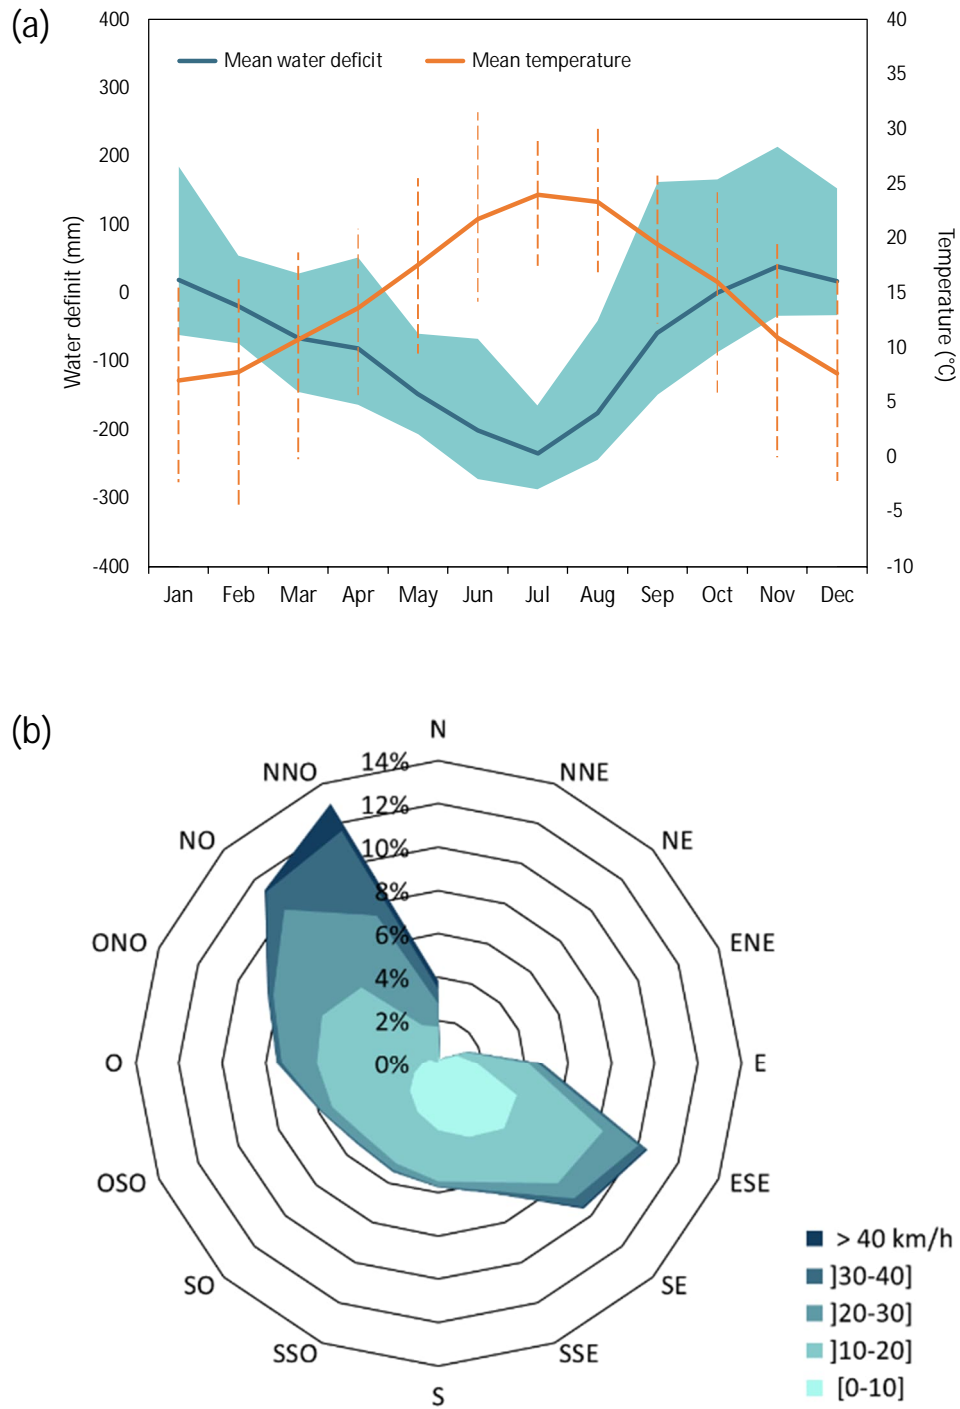 (a)
400
300
200
100
0
-100
-200
-300
-400
Water definit (mm)
Mean water deficit
Mean temperature
40
35
30
25
20
15
10
5
0
-5
-10
Temperature (°C)
Jan Feb Mar Apr May Jun Jul Aug Sep Oct Nov Dec
(b)
N
NNO
NNE
NO
NE
ONO
ENE
O
E
OSO
ESE
SO
SE
SSO
SSE
S
14%
12%
10%
8%
6%
4%
2%
0%
> 40 km/h
]30-40]
]20-30]
]10-20]
[0-10]